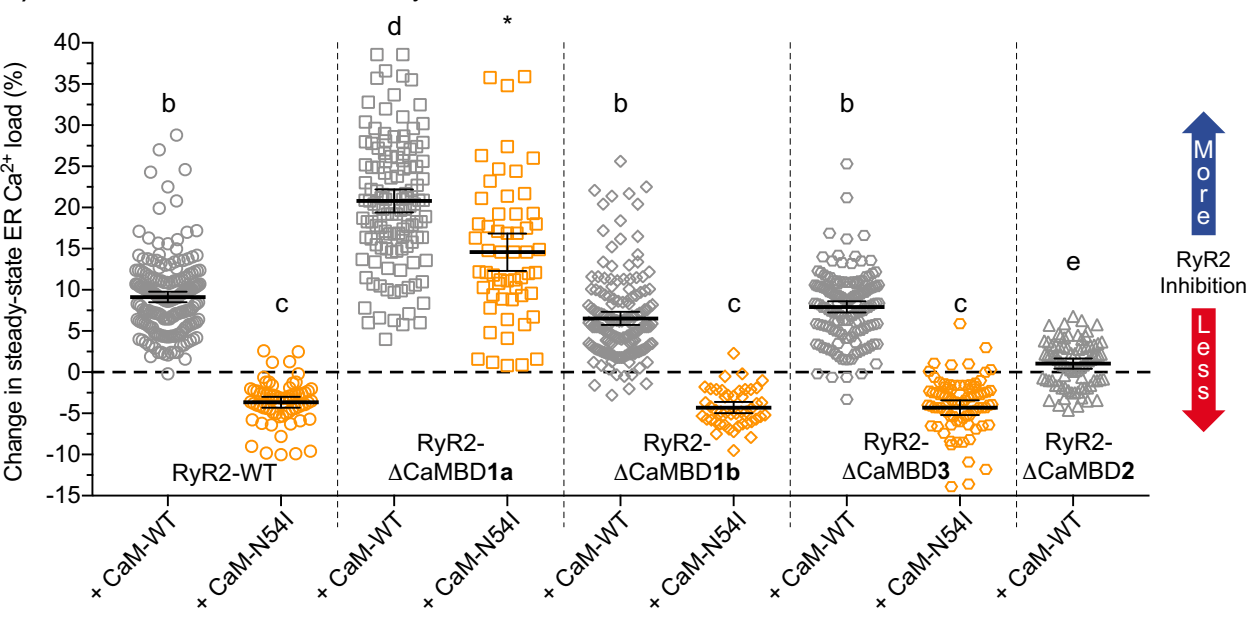 d
*
b
b
b
c
c
c
e
Change in steady-state ER Ca²⁺ load (%)
40
35
30
25
20
15
10
5
0
-5
-10
-15
RyR2-WT
RyR2-
ΔCaMBD1a
RyR2-
ΔCaMBD1b
RyR2-
ΔCaMBD3
RyR2-
ΔCaMBD2
+ CaM-WT
+ CaM-N54I
+ CaM-WT
+ CaM-N54I
+ CaM-WT
+ CaM-N54I
+ CaM-WT
+ CaM-N54I
+ CaM-WT
More
RyR2
Inhibition
Less